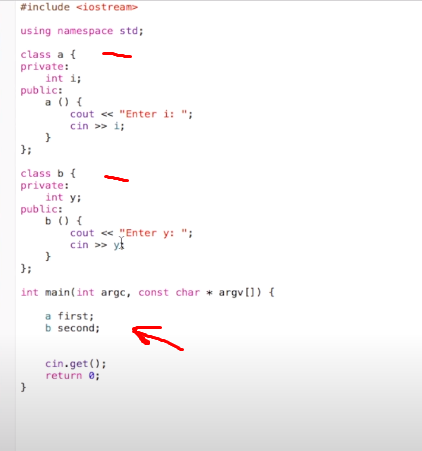 #include <iostream>
using namespace std;
class a {
private:
    int i;
public:
    a () {
        cout << "Enter i: ";
        cin >> i;
    }
};
class b {
private:
    int y;
public:
    b () {
        cout << "Enter y: ";
        cin >> y;
    }
};
int main(int argc, const char * argv[]) {
    a first;
    b second;
    cin.get();
    return 0;
}